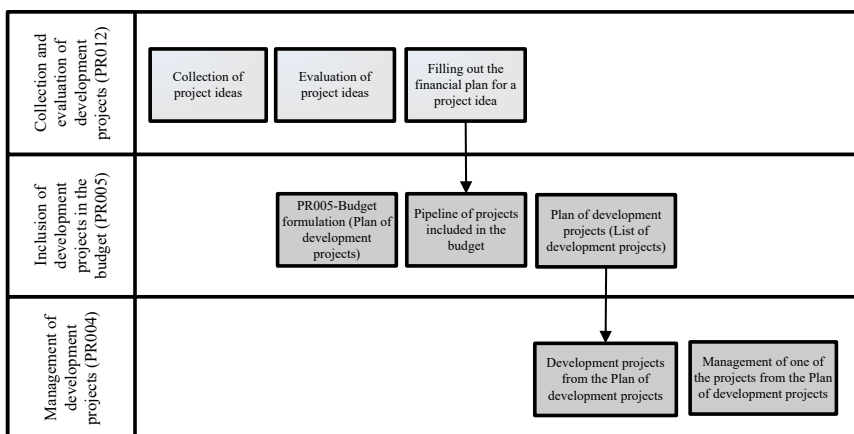 Collection and
evaluation of
development
projects (PR012)
Collection of
project ideas
Evaluation of
project ideas
Filling out the
financial plan for a
project idea
Inclusion of
development
projects in the
budget (PR005)
PR005-Budget
formulation (Plan of
development
projects)
Pipeline of projects
included in the
budget
Plan of development
projects (List of
development projects)
Management of
development
projects (PR004)
Development projects
from the Plan of
development projects
Management of one of
the projects from the Plan
of development projects